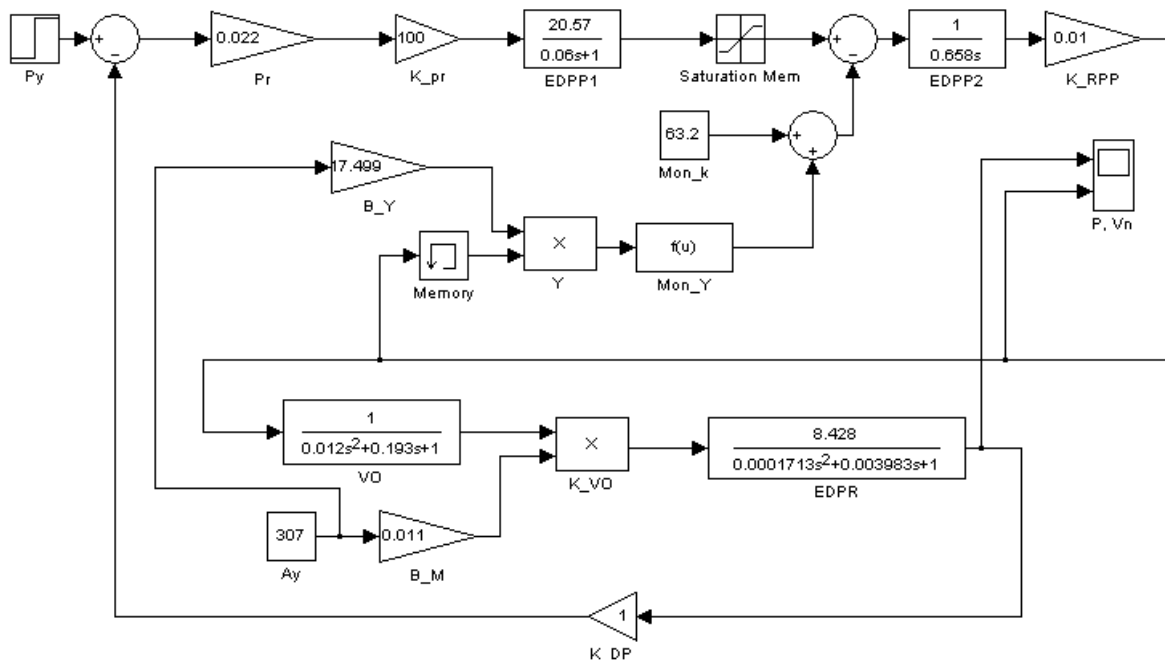 0.022
100
20.57
0.06s+1
1
0.658s
0.01
Py
Pr
K_pr
EDPP1
Saturation Mem
EDPP2
K_RPP
63.2
Mon_k
17.499
B_Y
×
Y
f(u)
Mon_Y
P, Vn
Memory
1
0.012s2+0.193s+1
VO
×
K_VO
8.428
0.0001713s2+0.003983s+1
EDPR
307
Ay
0.011
B_M
1
K_DP